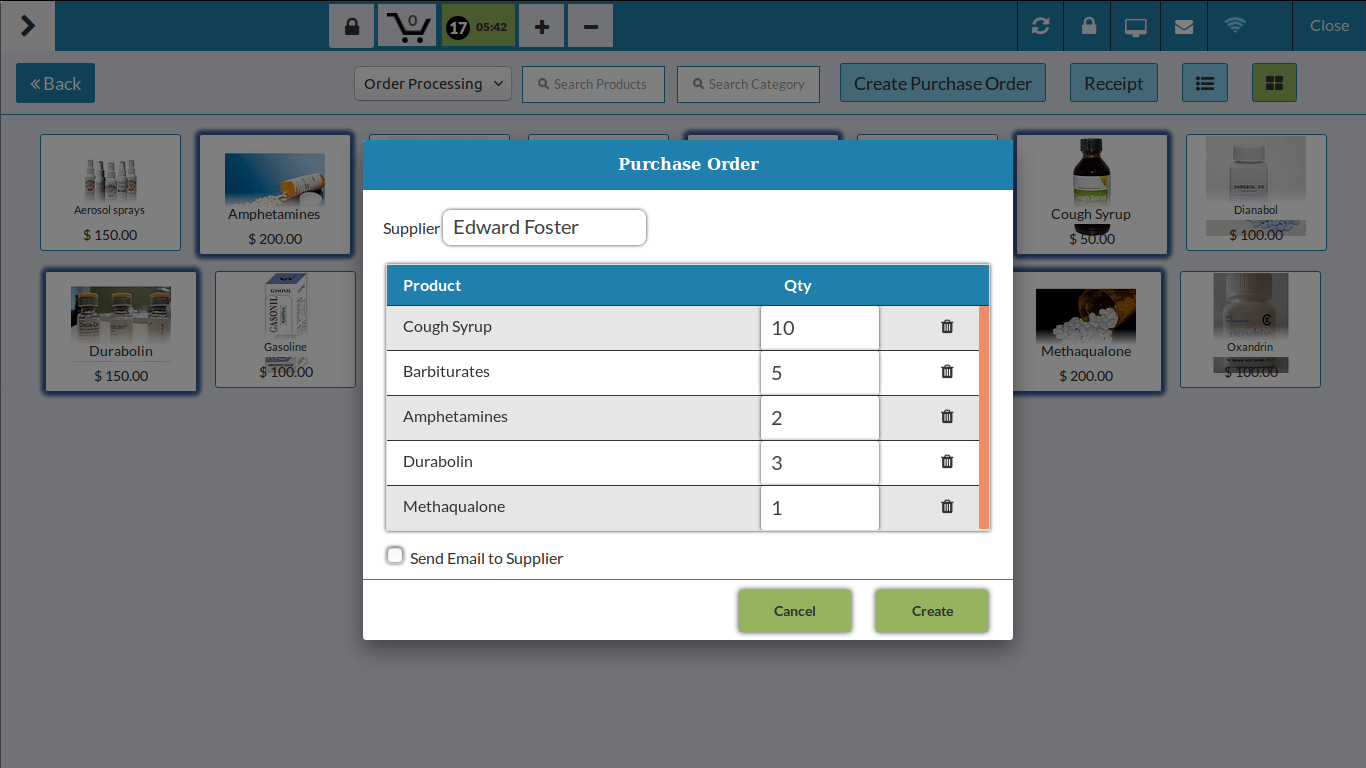 0
17 05:42
Close
Back
Order Processing
Search Products
Search Category
Create Purchase Order
Receipt
Aerosol sprays
$ 150.00
Amphetamines
$ 200.00
Cough Syrup
$ 50.00
Dianabol
$ 100.00
Durabolin
$ 150.00
Gasoline
$ 100.00
Methaqualone
$ 200.00
Oxandrin
$ 100.00
Purchase Order
Supplier Edward Foster
Product Qty
Cough Syrup 10
Barbiturates 5
Amphetamines 2
Durabolin 3
Methaqualone 1
Send Email to Supplier
Cancel Create